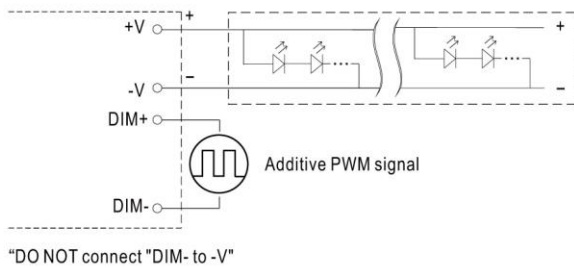 +V
+
-V
−
DIM+
DIM-
+
−
Additive PWM signal
“DO NOT connect "DIM- to -V"